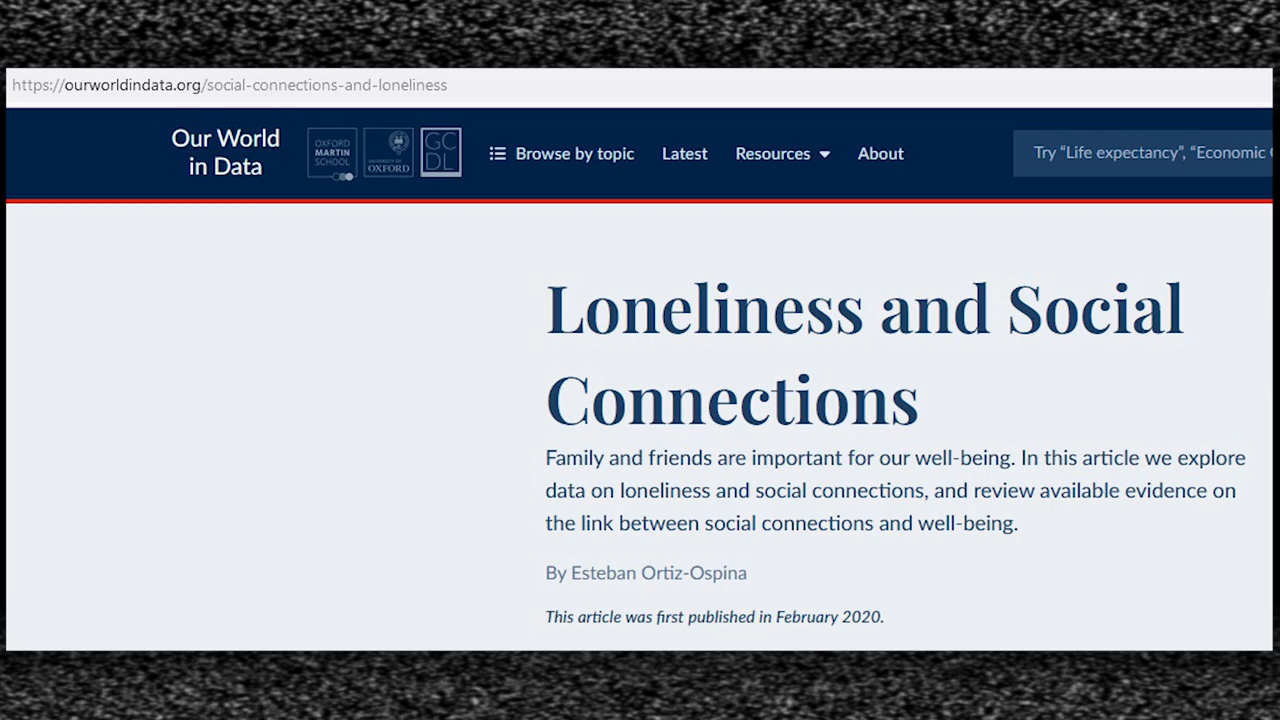 https://ourworldindata.org/social-connections-and-loneliness
Our World
in Data
OXFORD
MARTIN
SCHOOL
UNIVERSITY OF
OXFORD
GC
DL
Browse by topic
Latest
Resources
About
Try “Life expectancy”, “Economic
Loneliness and Social
Connections
Family and friends are important for our well-being. In this article we explore
data on loneliness and social connections, and review available evidence on
the link between social connections and well-being.
By Esteban Ortiz-Ospina
This article was first published in February 2020.